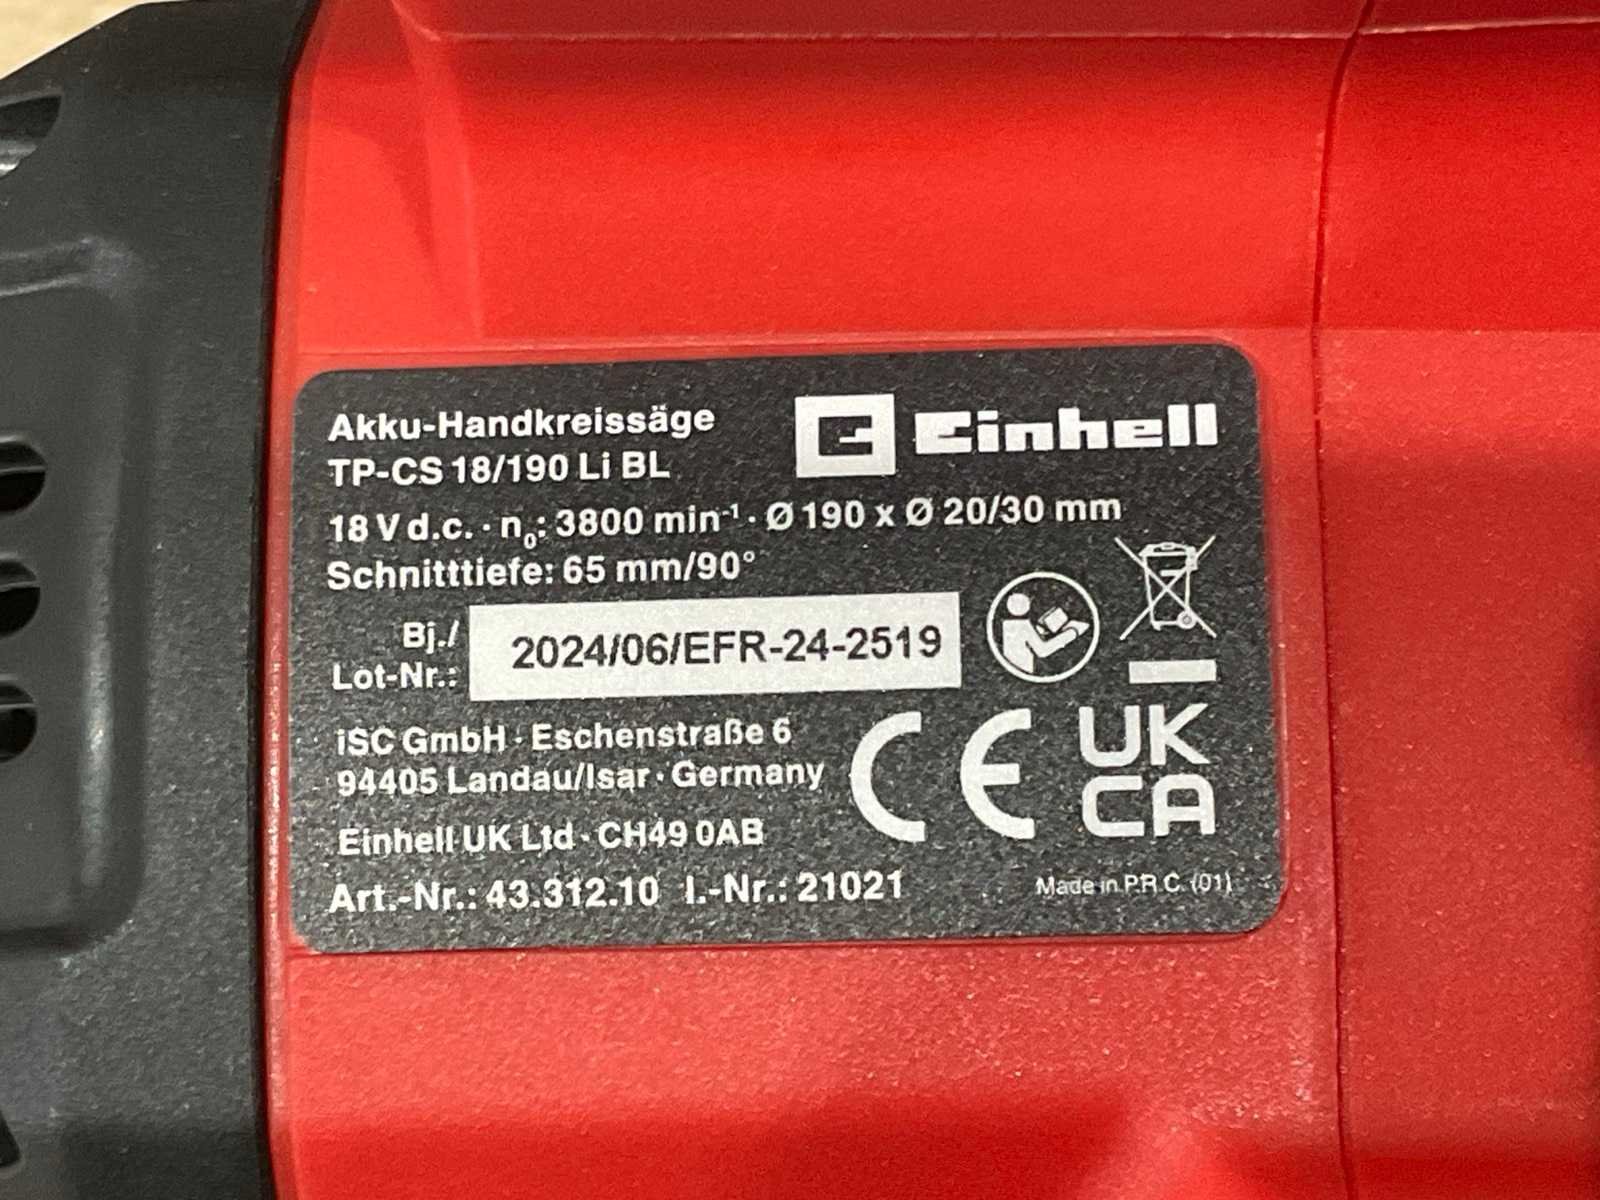 Akku-Handkreissäge
TP-CS 18/190 Li BL
Einhell
18 V d.c. · n₀: 3800 min⁻¹ · Ø 190 x Ø 20/30 mm
Schnitttiefe: 65 mm/90°
Bj./
Lot-Nr.:
2024/06/EFR-24-2519
iSC GmbH · Eschenstraße 6
94405 Landau/Isar · Germany
CE
UK
CA
Einhell UK Ltd · CH49 0AB
Art.-Nr.: 43.312.10 I.-Nr.: 21021
Made in P.R.C. (01)